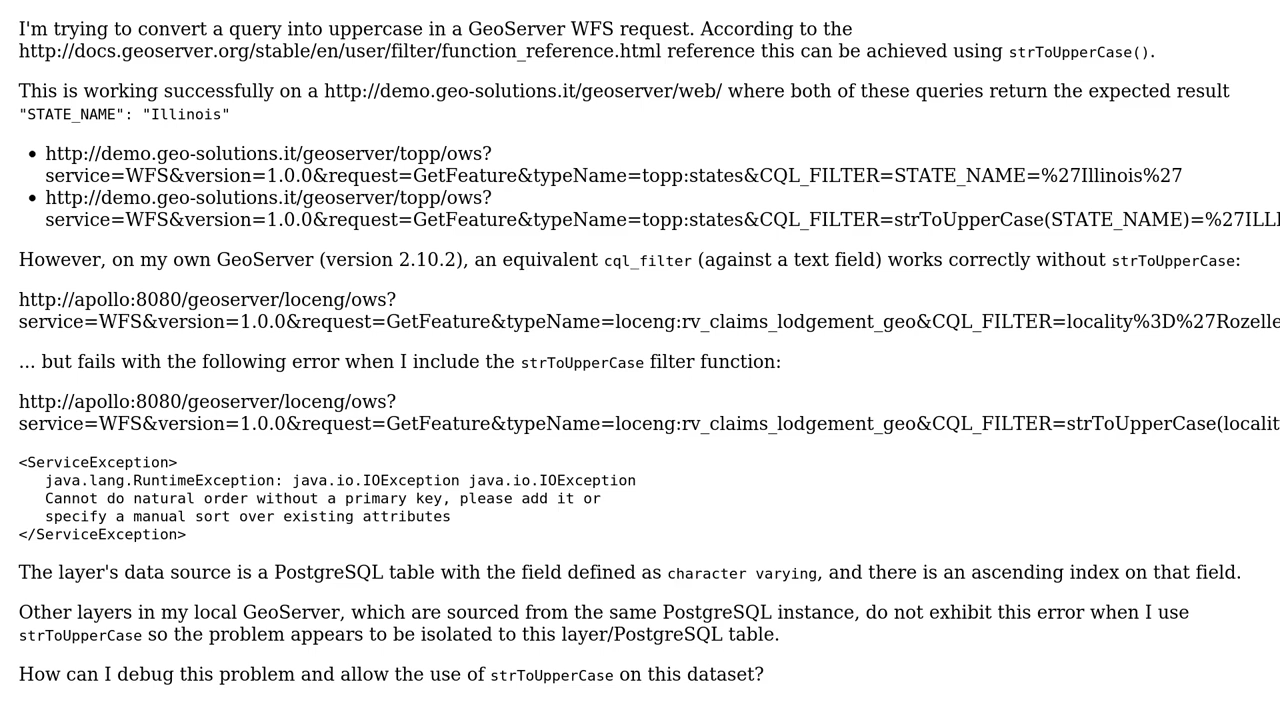 I'm trying to convert a query into uppercase in a GeoServer WFS request. According to the
http://docs.geoserver.org/stable/en/user/filter/function_reference.html reference this can be achieved using strToUpperCase().
This is working successfully on a http://demo.geo-solutions.it/geoserver/web/ where both of these queries return the expected result
"STATE_NAME": "Illinois"
• http://demo.geo-solutions.it/geoserver/topp/ows?
service=WFS&version=1.0.0&request=GetFeature&typeName=topp:states&CQL_FILTER=STATE_NAME=%27Illinois%27
• http://demo.geo-solutions.it/geoserver/topp/ows?
service=WFS&version=1.0.0&request=GetFeature&typeName=topp:states&CQL_FILTER=strToUpperCase(STATE_NAME)=%27ILL
However, on my own GeoServer (version 2.10.2), an equivalent cql_filter (against a text field) works correctly without strToUpperCase:
http://apollo:8080/geoserver/loceng/ows?
service=WFS&version=1.0.0&request=GetFeature&typeName=loceng:rv_claims_lodgement_geo&CQL_FILTER=locality%3D%27Rozelle
... but fails with the following error when I include the strToUpperCase filter function:
http://apollo:8080/geoserver/loceng/ows?
service=WFS&version=1.0.0&request=GetFeature&typeName=loceng:rv_claims_lodgement_geo&CQL_FILTER=strToUpperCase(localit
<ServiceException>
java.lang.RuntimeException: java.io.IOException java.io.IOException
Cannot do natural order without a primary key, please add it or
specify a manual sort over existing attributes
</ServiceException>
The layer's data source is a PostgreSQL table with the field defined as character varying, and there is an ascending index on that field.
Other layers in my local GeoServer, which are sourced from the same PostgreSQL instance, do not exhibit this error when I use
strToUpperCase so the problem appears to be isolated to this layer/PostgreSQL table.
How can I debug this problem and allow the use of strToUpperCase on this dataset?